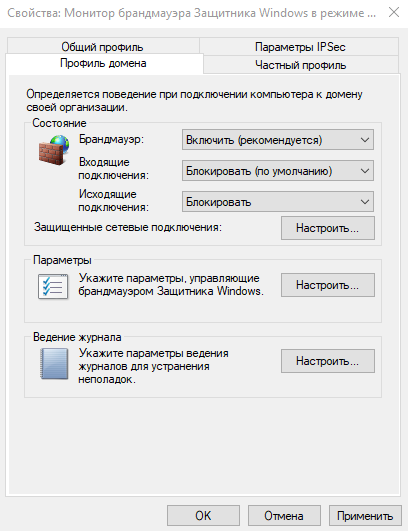 Свойства: Монитор брандмауэра Защитника Windows в режиме ...
Общий профиль
Параметры IPSec
Профиль домена
Частный профиль
Определяется поведение при подключении компьютера к домену
своей организации.
Состояние
Брандмауэр:
Включить (рекомендуется)
Входящие
подключения:
Блокировать (по умолчанию)
Исходящие
подключения:
Блокировать
Защищенные сетевые подключения:
Настроить...
Параметры
Укажите параметры, управляющие
брандмауэром Защитника Windows.
Настроить...
Ведение журнала
Укажите параметры ведения
журналов для устранения
неполадок.
Настроить...
OK
Отмена
Применить